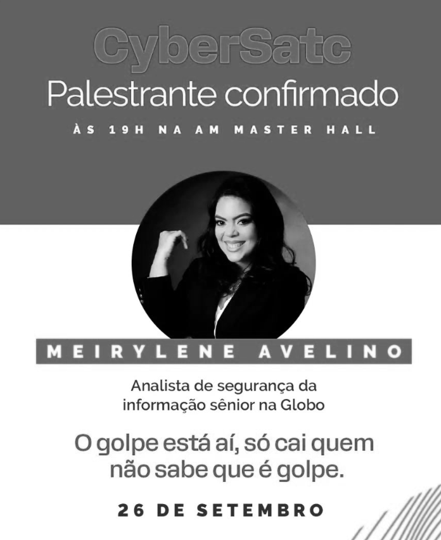 CyberSatc
Palestrante confirmado
ÀS 19H NA AM MASTER HALL
MEIRYLENE AVELINO
Analista de segurança da
informação sênior na Globo
O golpe está aí, só cai quem
não sabe que é golpe.
26 DE SETEMBRO